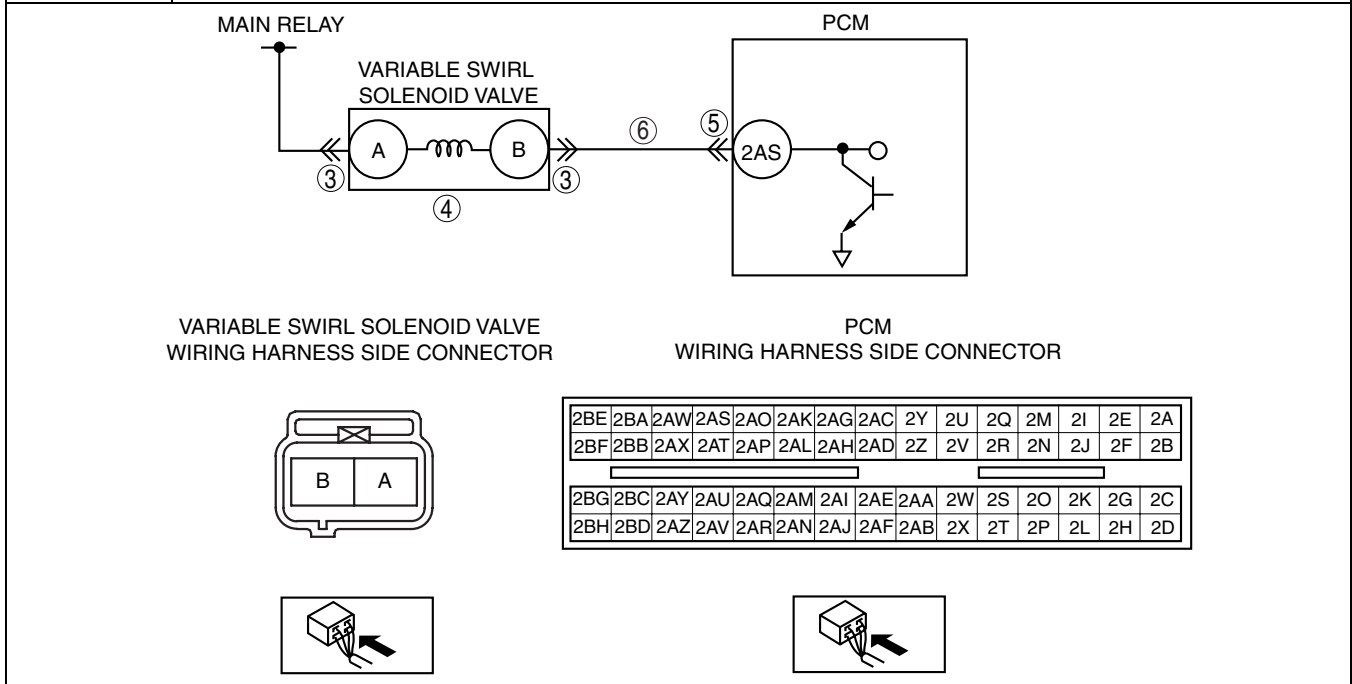 MAIN RELAY
PCM
VARIABLE SWIRL
SOLENOID VALVE
③ A B ③ ⑥ ⑤ 2AS
④
VARIABLE SWIRL SOLENOID VALVE
WIRING HARNESS SIDE CONNECTOR
PCM
WIRING HARNESS SIDE CONNECTOR
B A
2BE 2BA 2AW 2AS 2AO 2AK 2AG 2AC 2Y 2U 2Q 2M 2I 2E 2A
2BF 2BB 2AX 2AT 2AP 2AL 2AH 2AD 2Z 2V 2R 2N 2J 2F 2B
2BG 2BC 2AY 2AU 2AQ 2AM 2AI 2AE 2AA 2W 2S 2O 2K 2G 2C
2BH 2BD 2AZ 2AV 2AR 2AN 2AJ 2AF 2AB 2X 2T 2P 2L 2H 2D